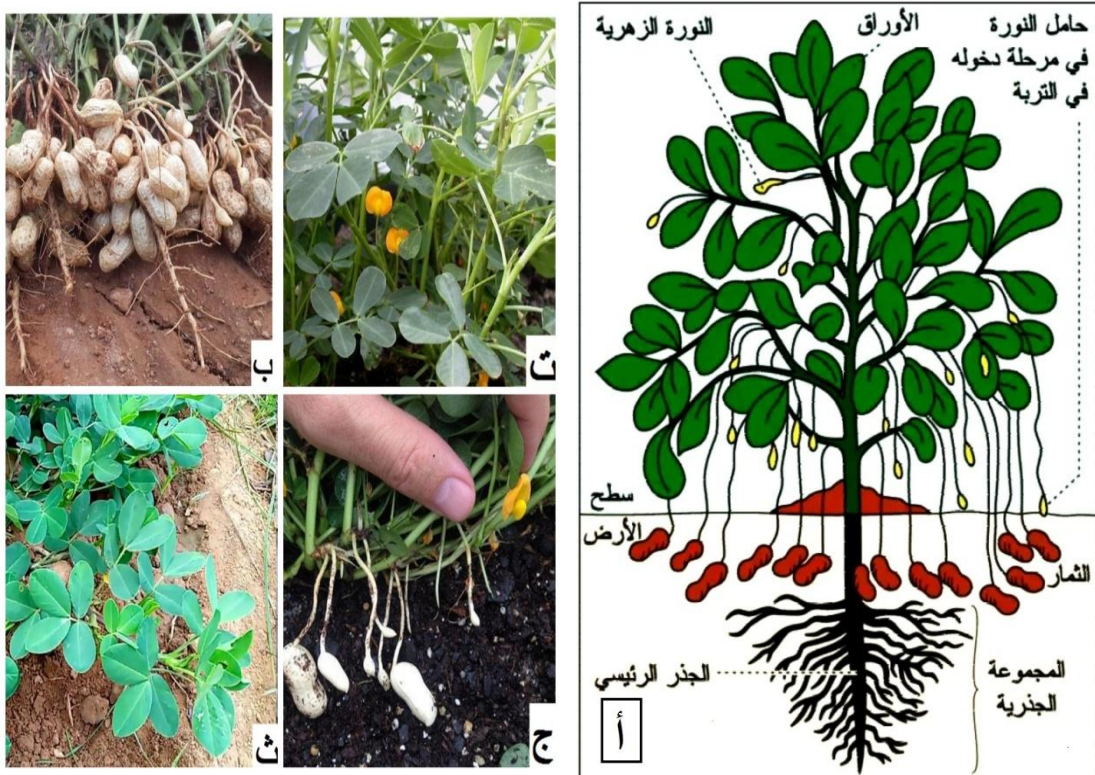 حامل النورة
في مرحلة دخوله
في التربة
الأوراق
النورة الزهرية
سطح
الأرض
الثمار
المجموعة
الجذرية
الجذر الرئيسي
أ
ت
ب
ج
ث